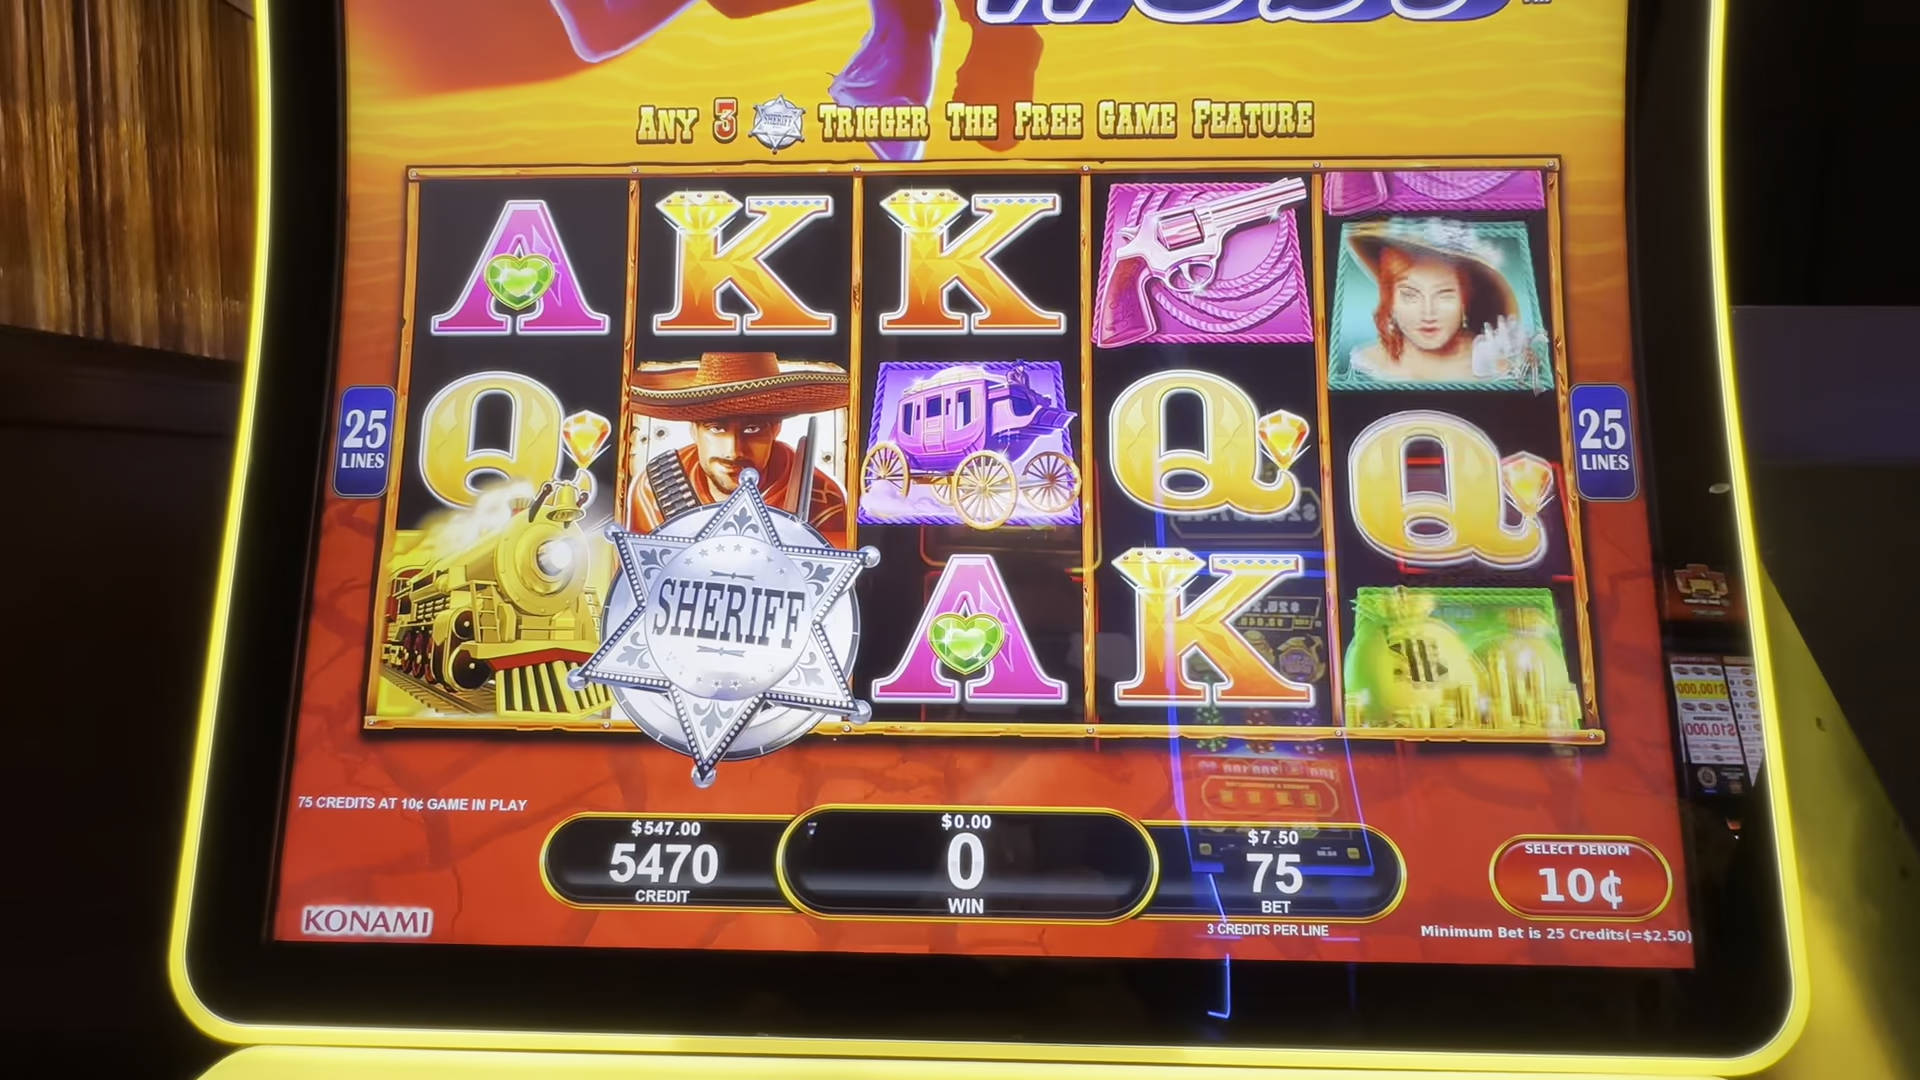 ANY 3 SHERIFF TRIGGER THE FREE GAME FEATURE
A K K
25 LINES
Q Q Q
25 LINES
SHERIFF
A K
75 CREDITS AT 10¢ GAME IN PLAY
$547.00
5470
CREDIT
$0.00
0
WIN
$7.50
75
BET
3 CREDITS PER LINE
SELECT DENOM
10¢
Minimum Bet is 25 Credits(=$2.50)
KONAMI